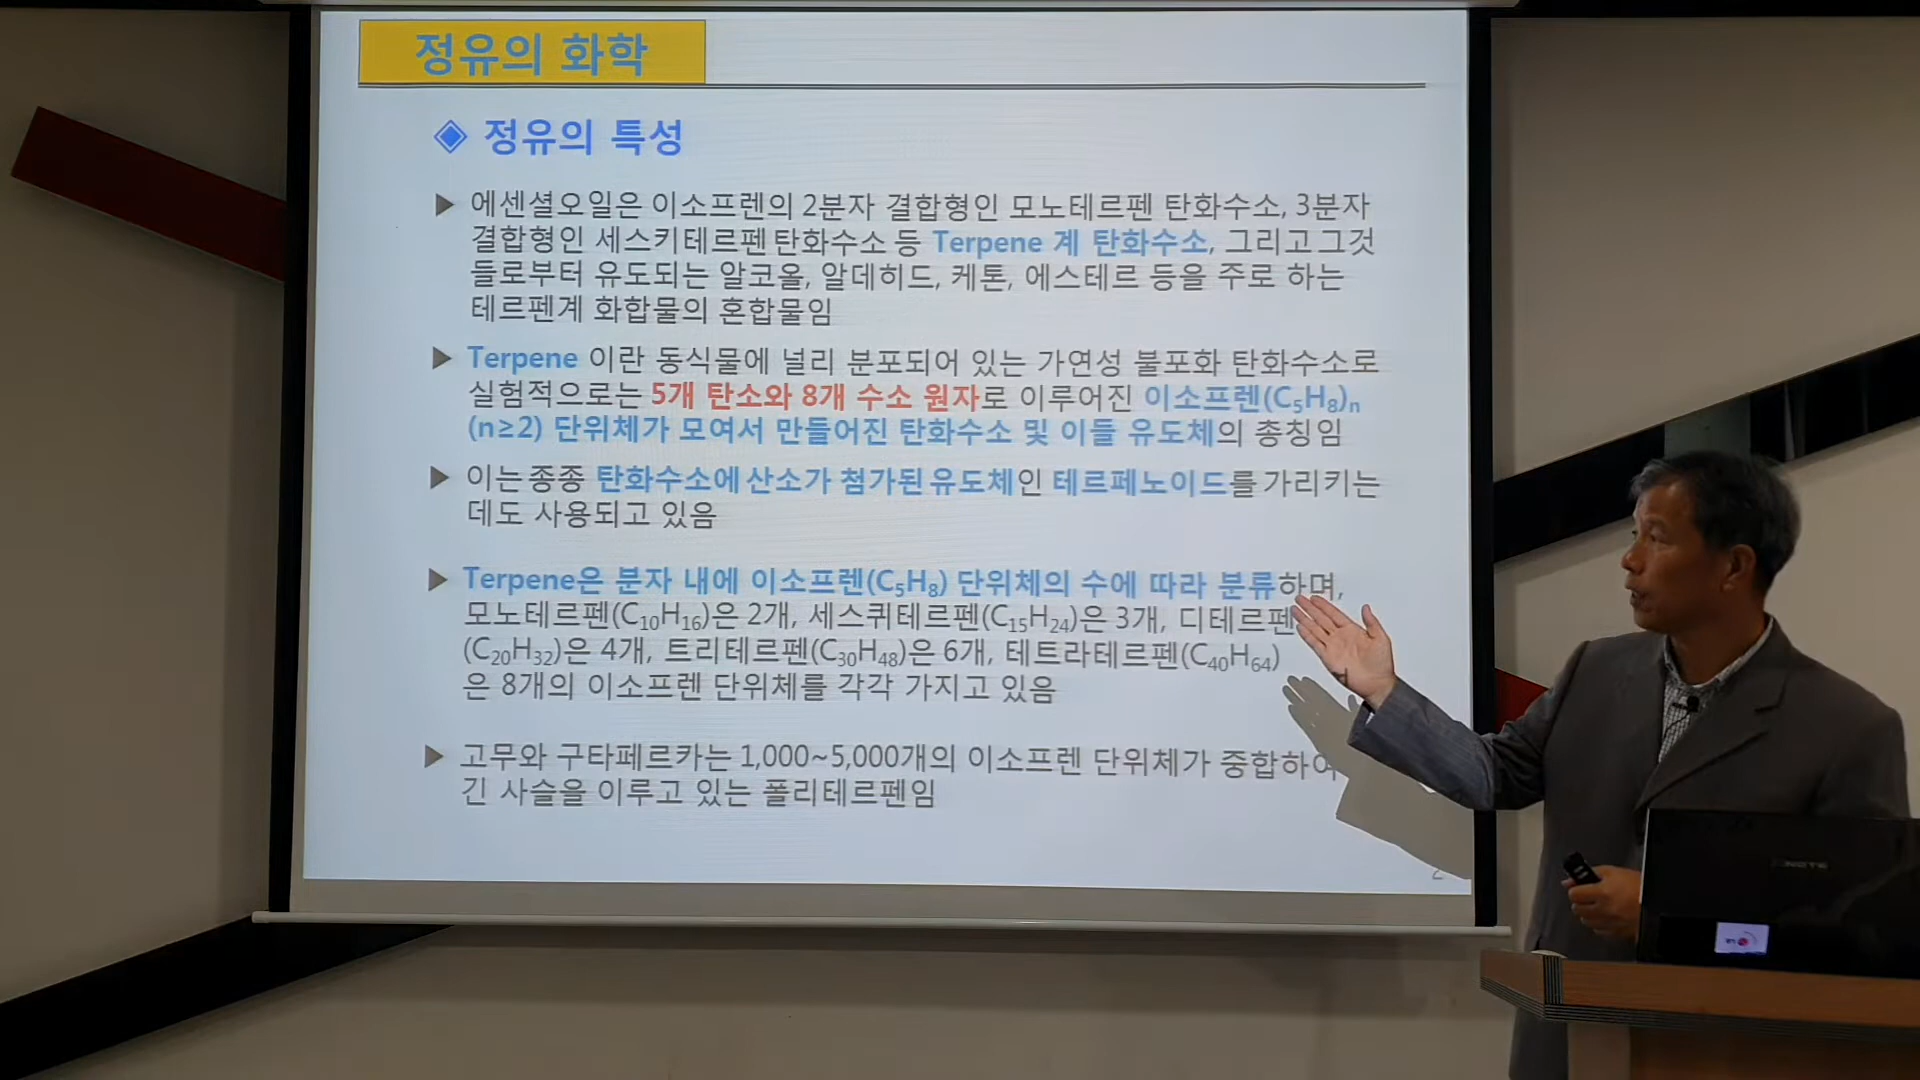 정유의 화학
◈ 정유의 특성
▶ 에센셜오일은 이소프렌의 2분자 결합형인 모노테르펜 탄화수소, 3분자
결합형인 세스키테르펜 탄화수소 등 Terpene 계 탄화수소, 그리고 그것
들로부터 유도되는 알코올, 알데히드, 케톤, 에스테르 등을 주로 하는
테르펜계 화합물의 혼합물임
▶ Terpene 이란 동식물에 널리 분포되어 있는 가연성 불포화 탄화수소로
실험적으로는 5개 탄소와 8개 수소 원자로 이루어진 이소프렌(C₅H₈)ₙ
(n≥2) 단위체가 모여서 만들어진 탄화수소 및 이들 유도체의 총칭임
▶ 이는 종종 탄화수소에 산소가 첨가된 유도체인 테르페노이드를 가리키는
데도 사용되고 있음
▶ Terpene은 분자 내에 이소프렌(C₅H₈) 단위체의 수에 따라 분류하며,
모노테르펜(C₁₀H₁₆)은 2개, 세스퀴테르펜(C₁₅H₂₄)은 3개, 디테르펜
(C₂₀H₃₂)은 4개, 트리테르펜(C₃₀H₄₈)은 6개, 테트라테르펜(C₄₀H₆₄)
은 8개의 이소프렌 단위체를 각각 가지고 있음
▶ 고무와 구타페르카는 1,000~5,000개의 이소프렌 단위체가 중합하여
긴 사슬을 이루고 있는 폴리테르펜임
2